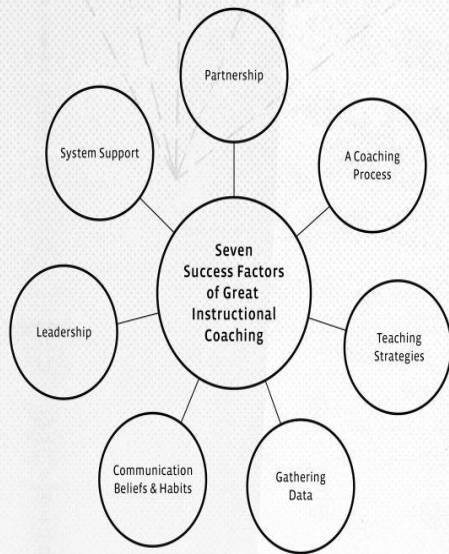 Partnership
A Coaching
Process
Teaching
Strategies
Gathering
Data
Communication
Beliefs & Habits
Leadership
System Support
Seven
Success Factors
of Great
Instructional
Coaching